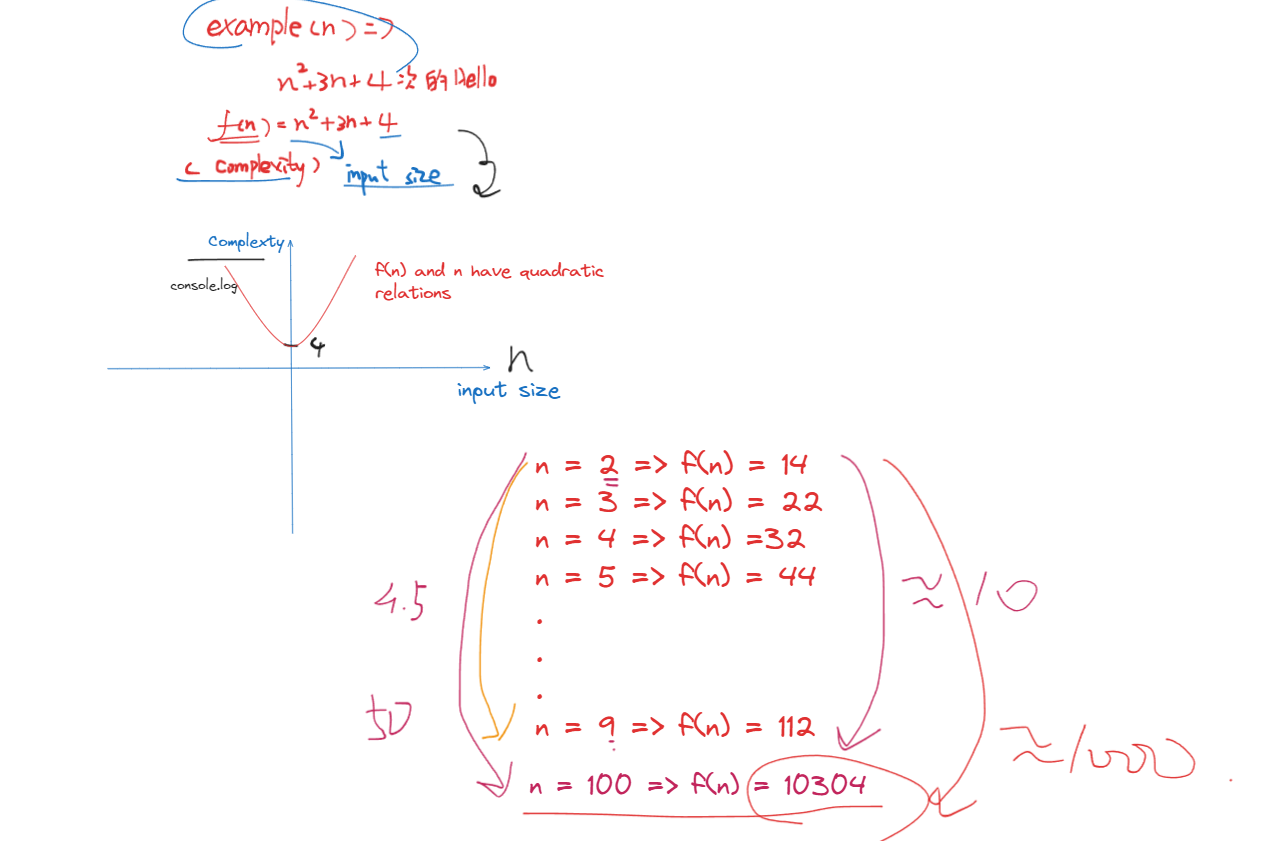 example(n) =>
n²+3n+4 次 的 Hello
f(n) = n²+3n+4
( Complexity)
input size
Complexty
console.log
f(n) and n have quadratic
relations
4
n
input size
n = 2 => f(n) = 14
n = 3 => f(n) = 22
n = 4 => f(n) =32
n = 5 => f(n) = 44
4.5
≈ 10
.
.
.
50
n = 9 => f(n) = 112
≈1000
n = 100 => f(n) = 10304